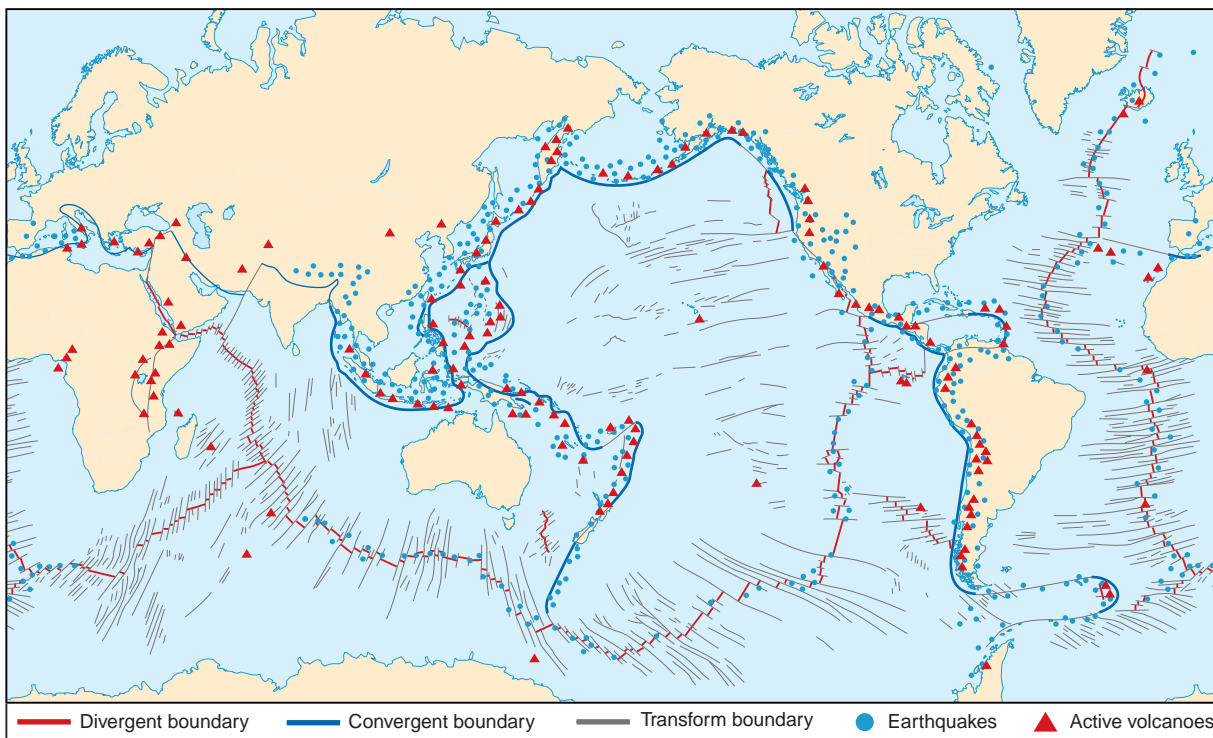 Divergent boundary
Convergent boundary
Transform boundary
Earthquakes
Active volcanoes